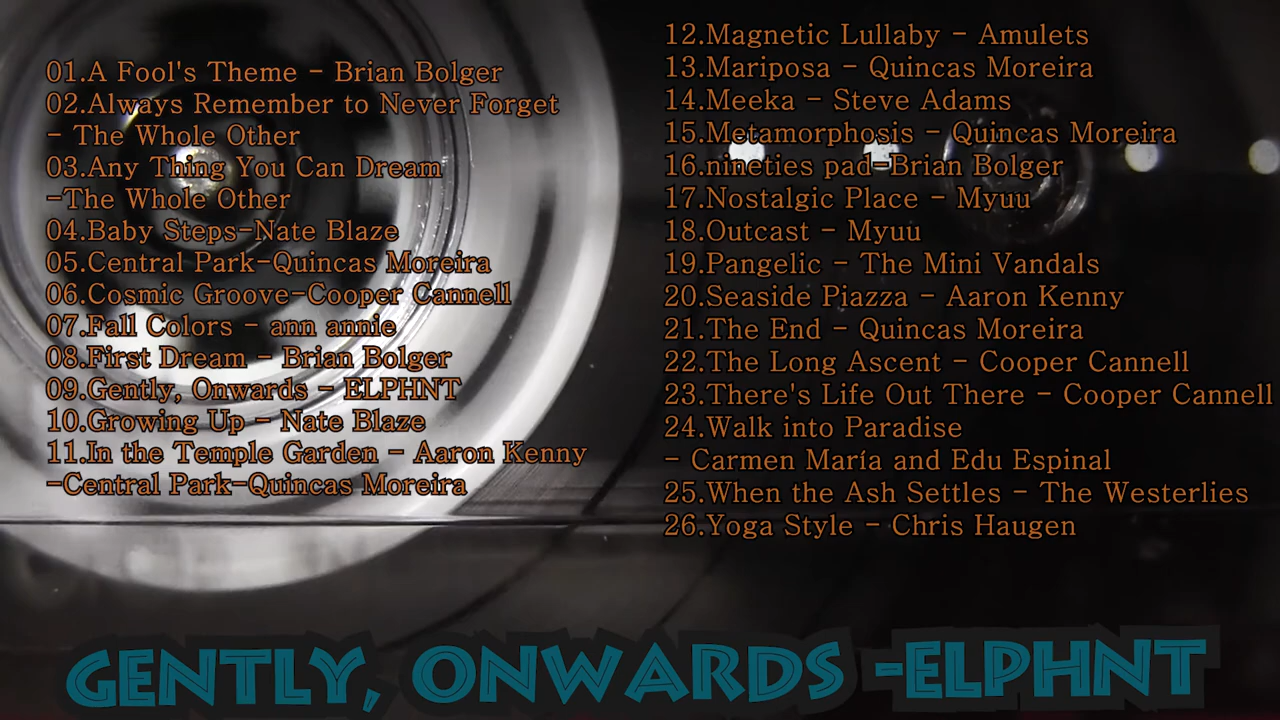 01.A Fool's Theme - Brian Bolger
02.Always Remember to Never Forget
- The Whole Other
03.Any Thing You Can Dream
-The Whole Other
04.Baby Steps-Nate Blaze
05.Central Park-Quincas Moreira
06.Cosmic Groove-Cooper Cannell
07.Fall Colors - ann annie
08.First Dream - Brian Bolger
09.Gently, Onwards - ELPHNT
10.Growing Up - Nate Blaze
11.In the Temple Garden - Aaron Kenny
-Central Park-Quincas Moreira
12.Magnetic Lullaby - Amulets
13.Mariposa - Quincas Moreira
14.Meeka - Steve Adams
15.Metamorphosis - Quincas Moreira
16.nineties pad-Brian Bolger
17.Nostalgic Place - Myuu
18.Outcast - Myuu
19.Pangelic - The Mini Vandals
20.Seaside Piazza - Aaron Kenny
21.The End - Quincas Moreira
22.The Long Ascent - Cooper Cannell
23.There's Life Out There - Cooper Cannell
24.Walk into Paradise
- Carmen María and Edu Espinal
25.When the Ash Settles - The Westerlies
26.Yoga Style - Chris Haugen
GENTLY, ONWARDS -ELPHNT